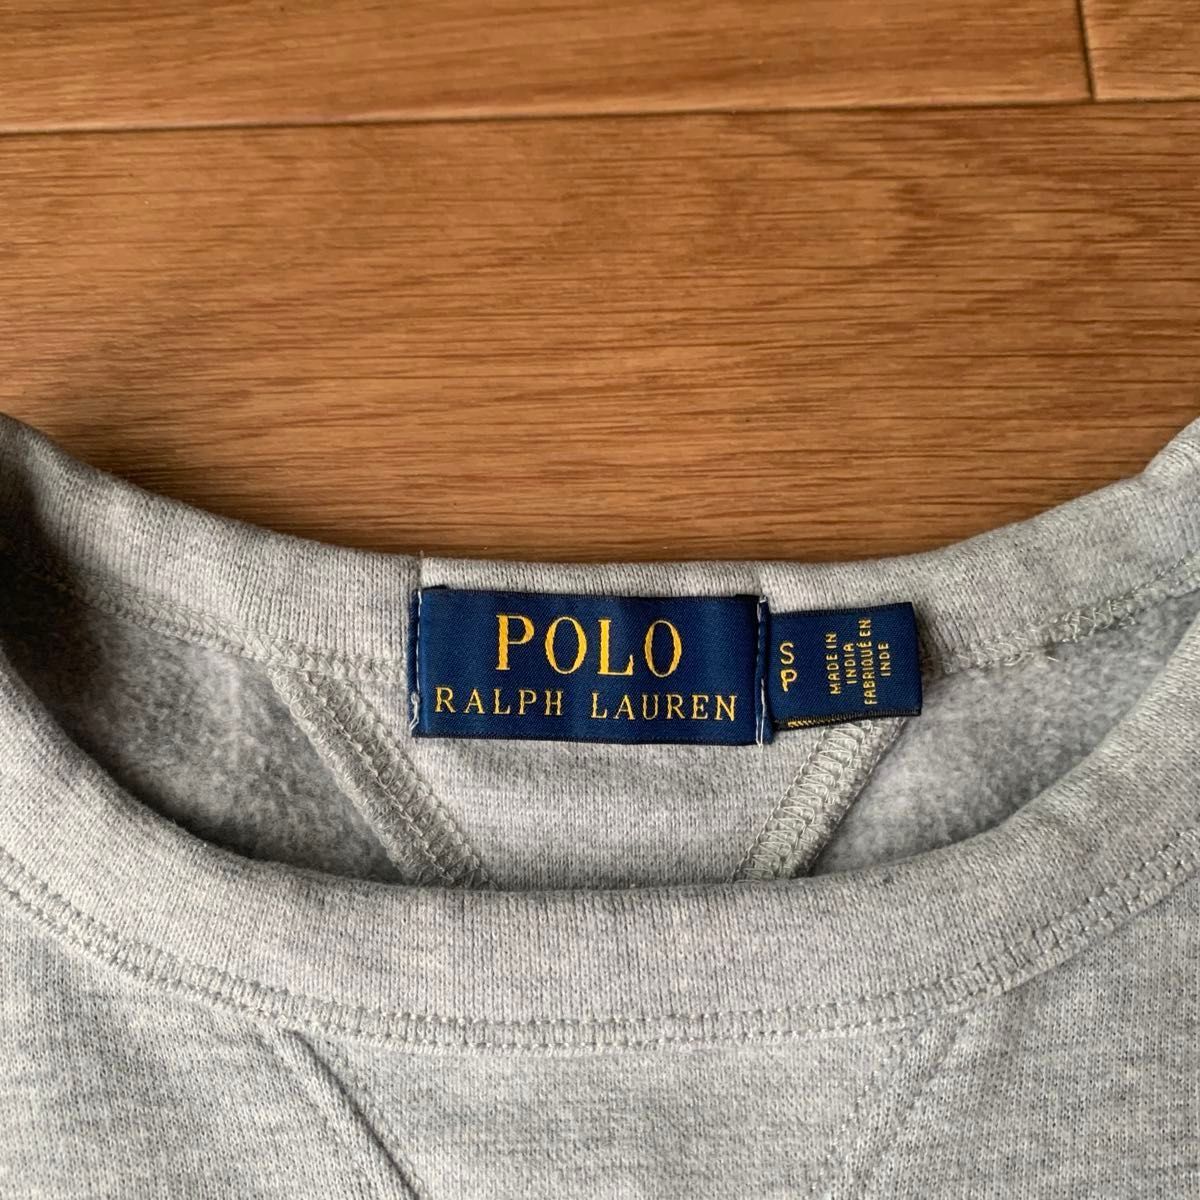 POLO
RALPH LAUREN
S
P
MADE IN
INDIA
FABRIQUÉ EN
INDE